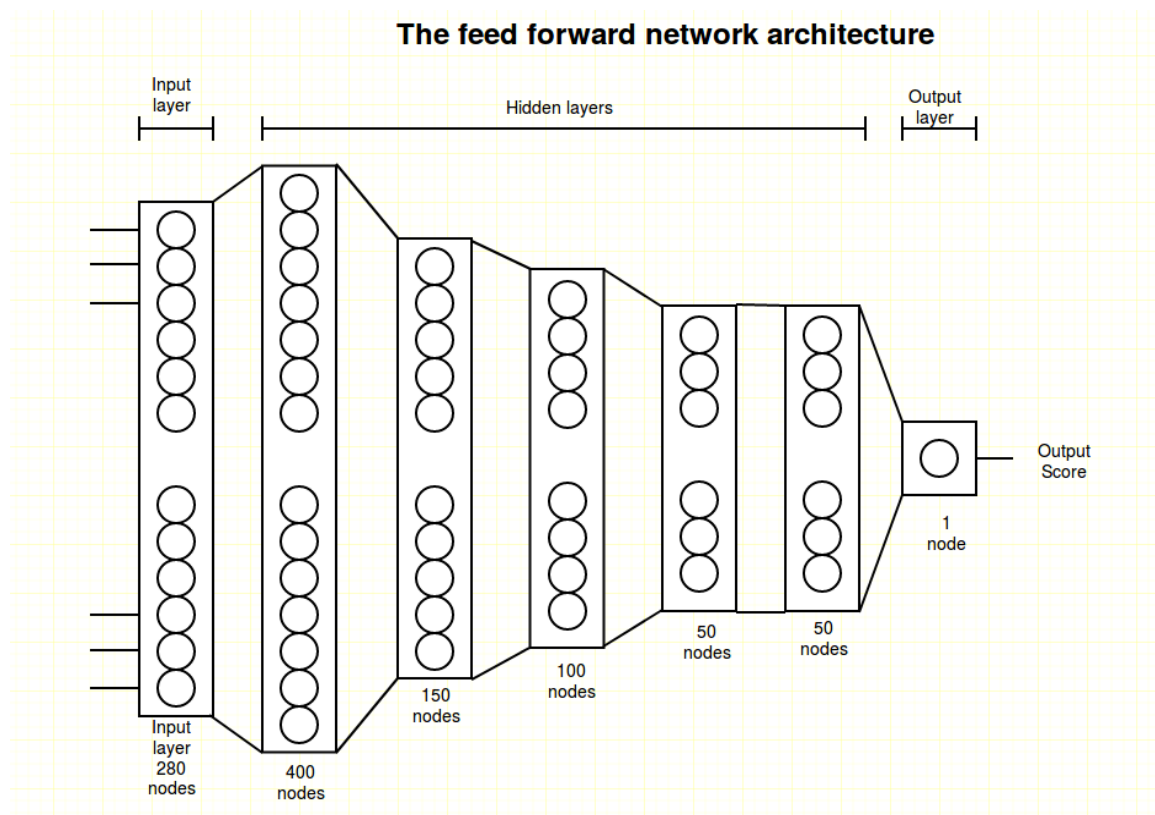 The feed forward network architecture
Input
layer
Hidden layers
Output
layer
Output
Score
1
node
50
nodes
50
nodes
100
nodes
150
nodes
Input
layer
280
nodes
400
nodes